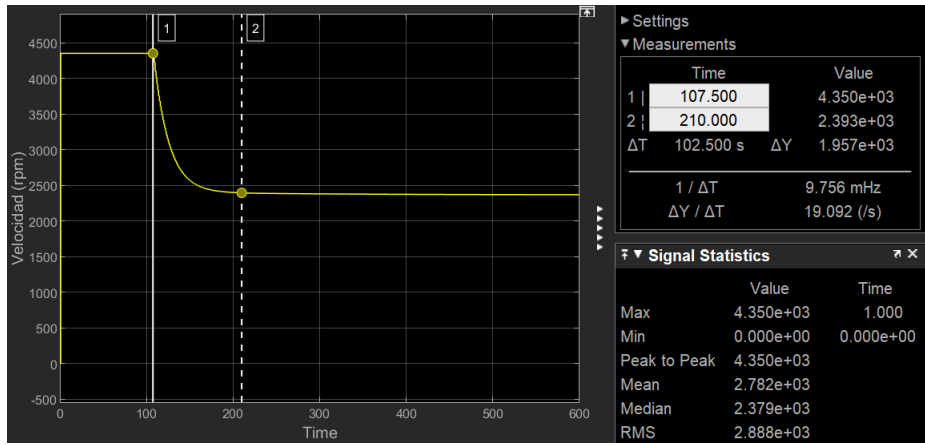 1
2
4500
4000
3500
3000
2500
2000
1500
1000
500
0
-500
0 100 200 300 400 500 600
Velocidad (rpm)
Time
Settings
Measurements
Time Value
1 | 107.500 4.350e+03
2 ¦ 210.000 2.393e+03
ΔT 102.500 s ΔY 1.957e+03
1 / ΔT 9.756 mHz
ΔY / ΔT 19.092 (/s)
Signal Statistics
Value Time
Max 4.350e+03 1.000
Min 0.000e+00 0.000e+00
Peak to Peak 4.350e+03
Mean 2.782e+03
Median 2.379e+03
RMS 2.888e+03